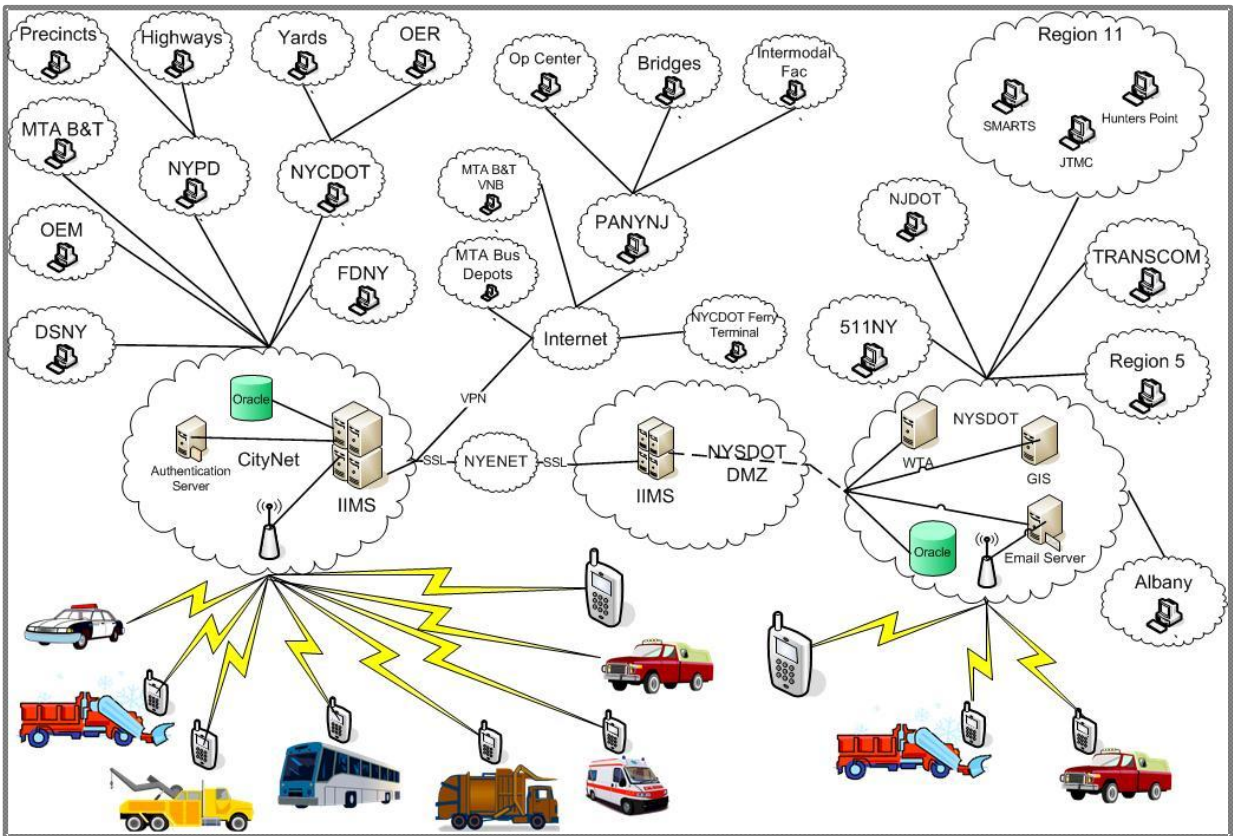 Precincts
Highways
Yards
OER
Op Center
Bridges
Intermodal
Fac
Region 11
SMARTS
Hunters Point
JTMC
MTA B&T
NYPD
NYCDOT
MTA B&T
VNB
PANYNJ
NJDOT
OEM
FDNY
MTA Bus
Depots
TRANSCOM
DSNY
Internet
NYCDOT Ferry
Terminal
511NY
Region 5
Oracle
VPN
Authentication
Server
CityNet
IIMS
SSL
NYENET
SSL
IIMS
NYSDOT
DMZ
NYSDOT
WTA
GIS
Oracle
Email Server
Albany